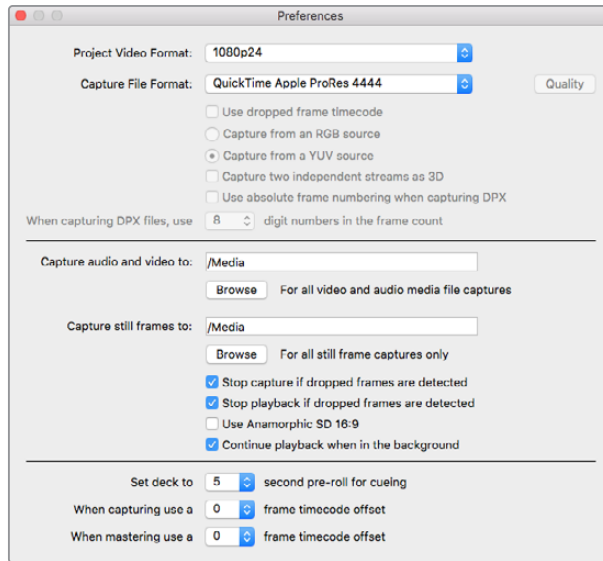 Preferences
Project Video Format: 1080p24
Capture File Format: QuickTime Apple ProRes 4444 Quality
Use dropped frame timecode
Capture from an RGB source
Capture from a YUV source
Capture two independent streams as 3D
Use absolute frame numbering when capturing DPX
When capturing DPX files, use 8 digit numbers in the frame count
Capture audio and video to: /Media
Browse For all video and audio media file captures
Capture still frames to: /Media
Browse For all still frame captures only
Stop capture if dropped frames are detected
Stop playback if dropped frames are detected
Use Anamorphic SD 16:9
Continue playback when in the background
Set deck to 5 second pre-roll for cueing
When capturing use a 0 frame timecode offset
When mastering use a 0 frame timecode offset